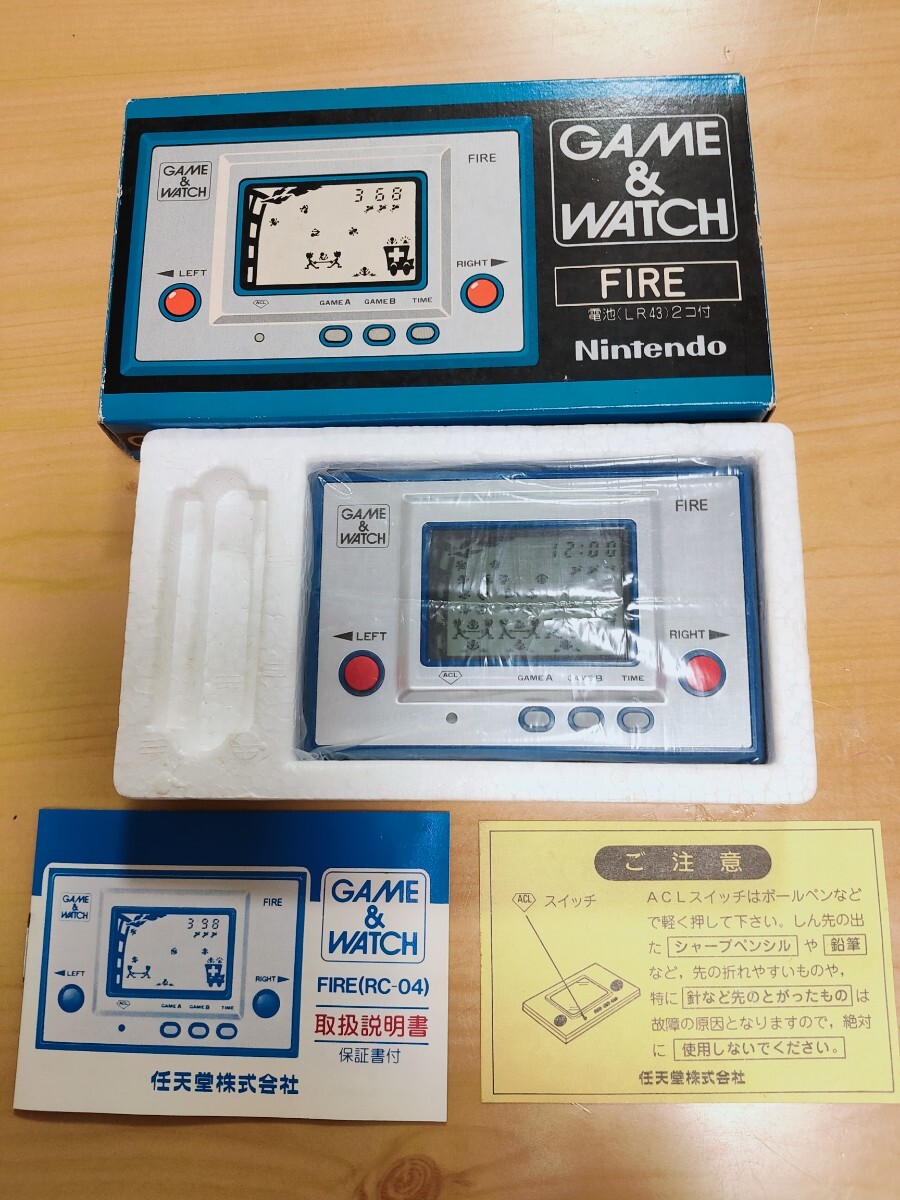 GAME
&
WATCH
FIRE
368
LEFT
RIGHT
ACL
GAME A GAME B TIME
GAME
&
WATCH
FIRE
電池(LR43)2コ付
Nintendo
GAME
&
WATCH
FIRE
12:00
LEFT
RIGHT
ACL
GAME A GAME B TIME
GAME
&
WATCH
FIRE
398
LEFT
RIGHT
ACL
GAME A GAME B TIME
GAME
&
WATCH
FIRE(RC-04)
取扱説明書
保証書付
任天堂株式会社
ご注意
ACL スイッチ
ACLスイッチはボールペンなど
で軽く押して下さい。しん先の出
た シャープペンシル や 鉛筆
など、先の折れやすいものや、
特に 針など先のとがったもの は
故障の原因となりますので、絶対
に 使用しないでください。
任天堂株式会社